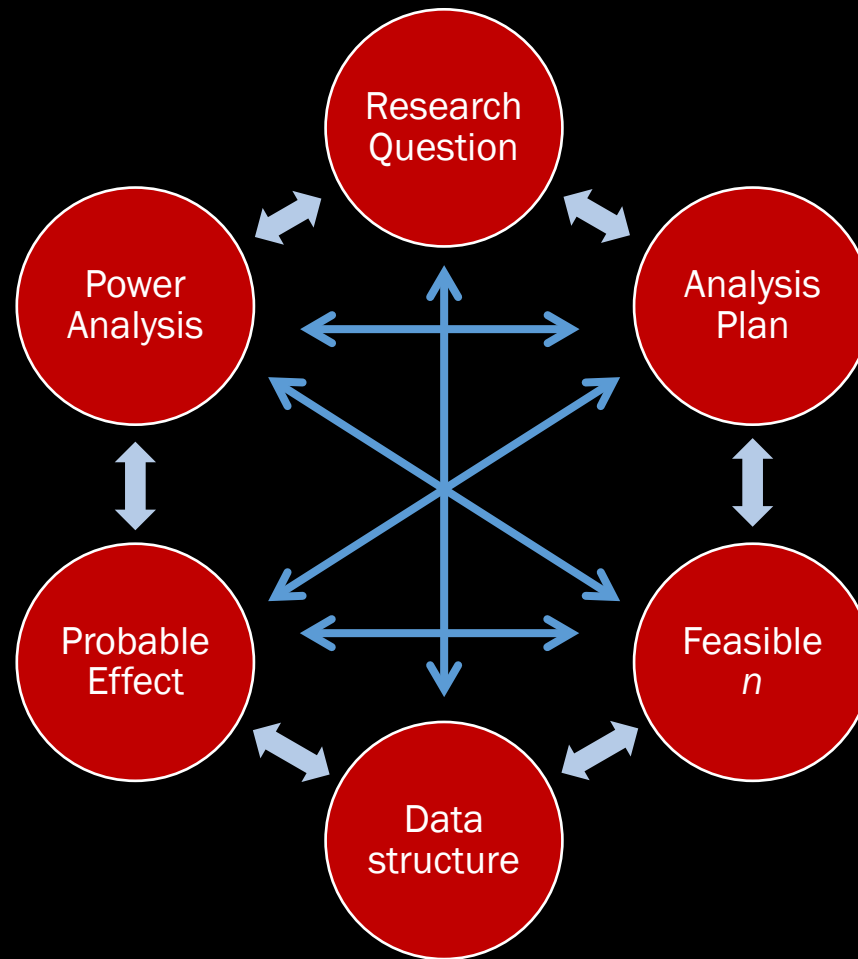 Research
Question
Power
Analysis
Analysis
Plan
Probable
Effect
Feasible
n
Data
structure